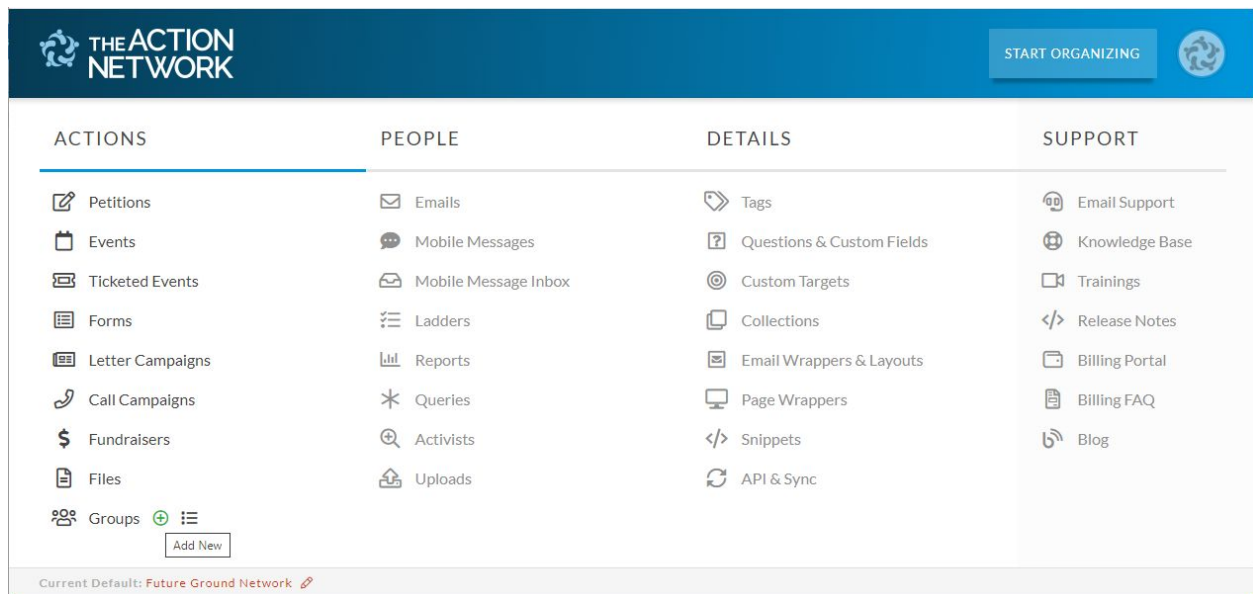 THE ACTION
NETWORK
START ORGANIZING
ACTIONS
Petitions
Events
Ticketed Events
Forms
Letter Campaigns
Call Campaigns
Fundraisers
Files
Groups
Add New
PEOPLE
Emails
Mobile Messages
Mobile Message Inbox
Ladders
Reports
Queries
Activists
Uploads
DETAILS
Tags
Questions & Custom Fields
Custom Targets
Collections
Email Wrappers & Layouts
Page Wrappers
Snippets
API & Sync
SUPPORT
Email Support
Knowledge Base
Trainings
Release Notes
Billing Portal
Billing FAQ
Blog
Current Default: Future Ground Network